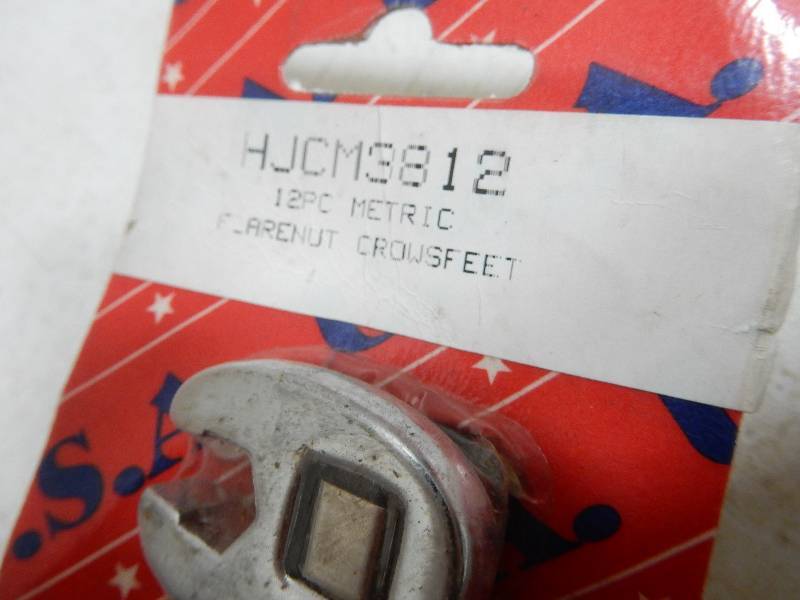 HJCM3812
12PC METRIC
FLARENUT CROWSFEET
.S.A.